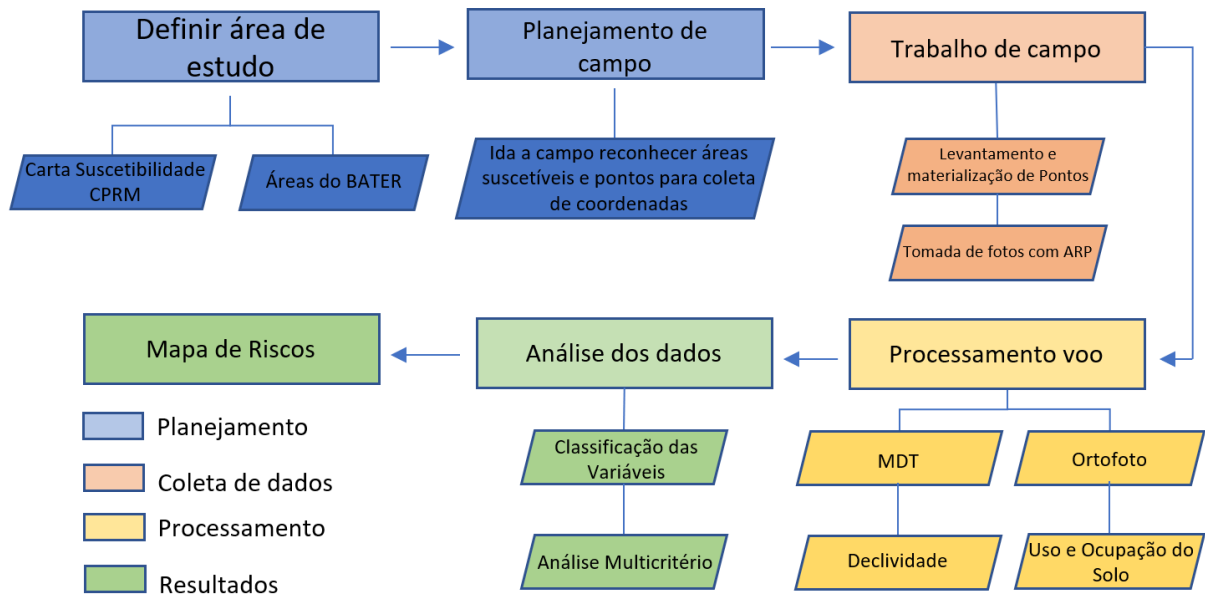 Definir área de
estudo
Planejamento de
campo
Trabalho de campo
Carta Suscetibilidade
CPRM
Áreas do BATER
Ida a campo reconhecer áreas
suscetíveis e pontos para coleta
de coordenadas
Levantamento e
materialização de Pontos
Tomada de fotos com ARP
Mapa de Riscos
Análise dos dados
Processamento voo
Classificação das
Variáveis
Análise Multicritério
MDT
Ortofoto
Declividade
Uso e Ocupação do
Solo
Planejamento
Coleta de dados
Processamento
Resultados